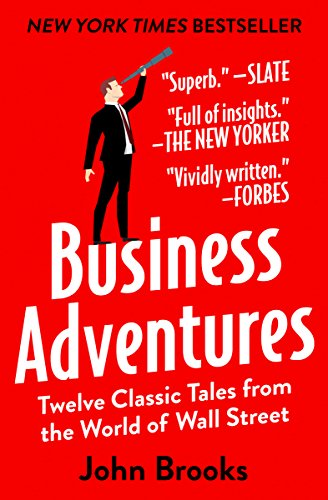 NEW YORK TIMES BESTSELLER
"Superb." —SLATE
"Full of insights."
—THE NEW YORKER
"Vividly written."
—FORBES
Business
Adventures
Twelve Classic Tales from
the World of Wall Street
John Brooks